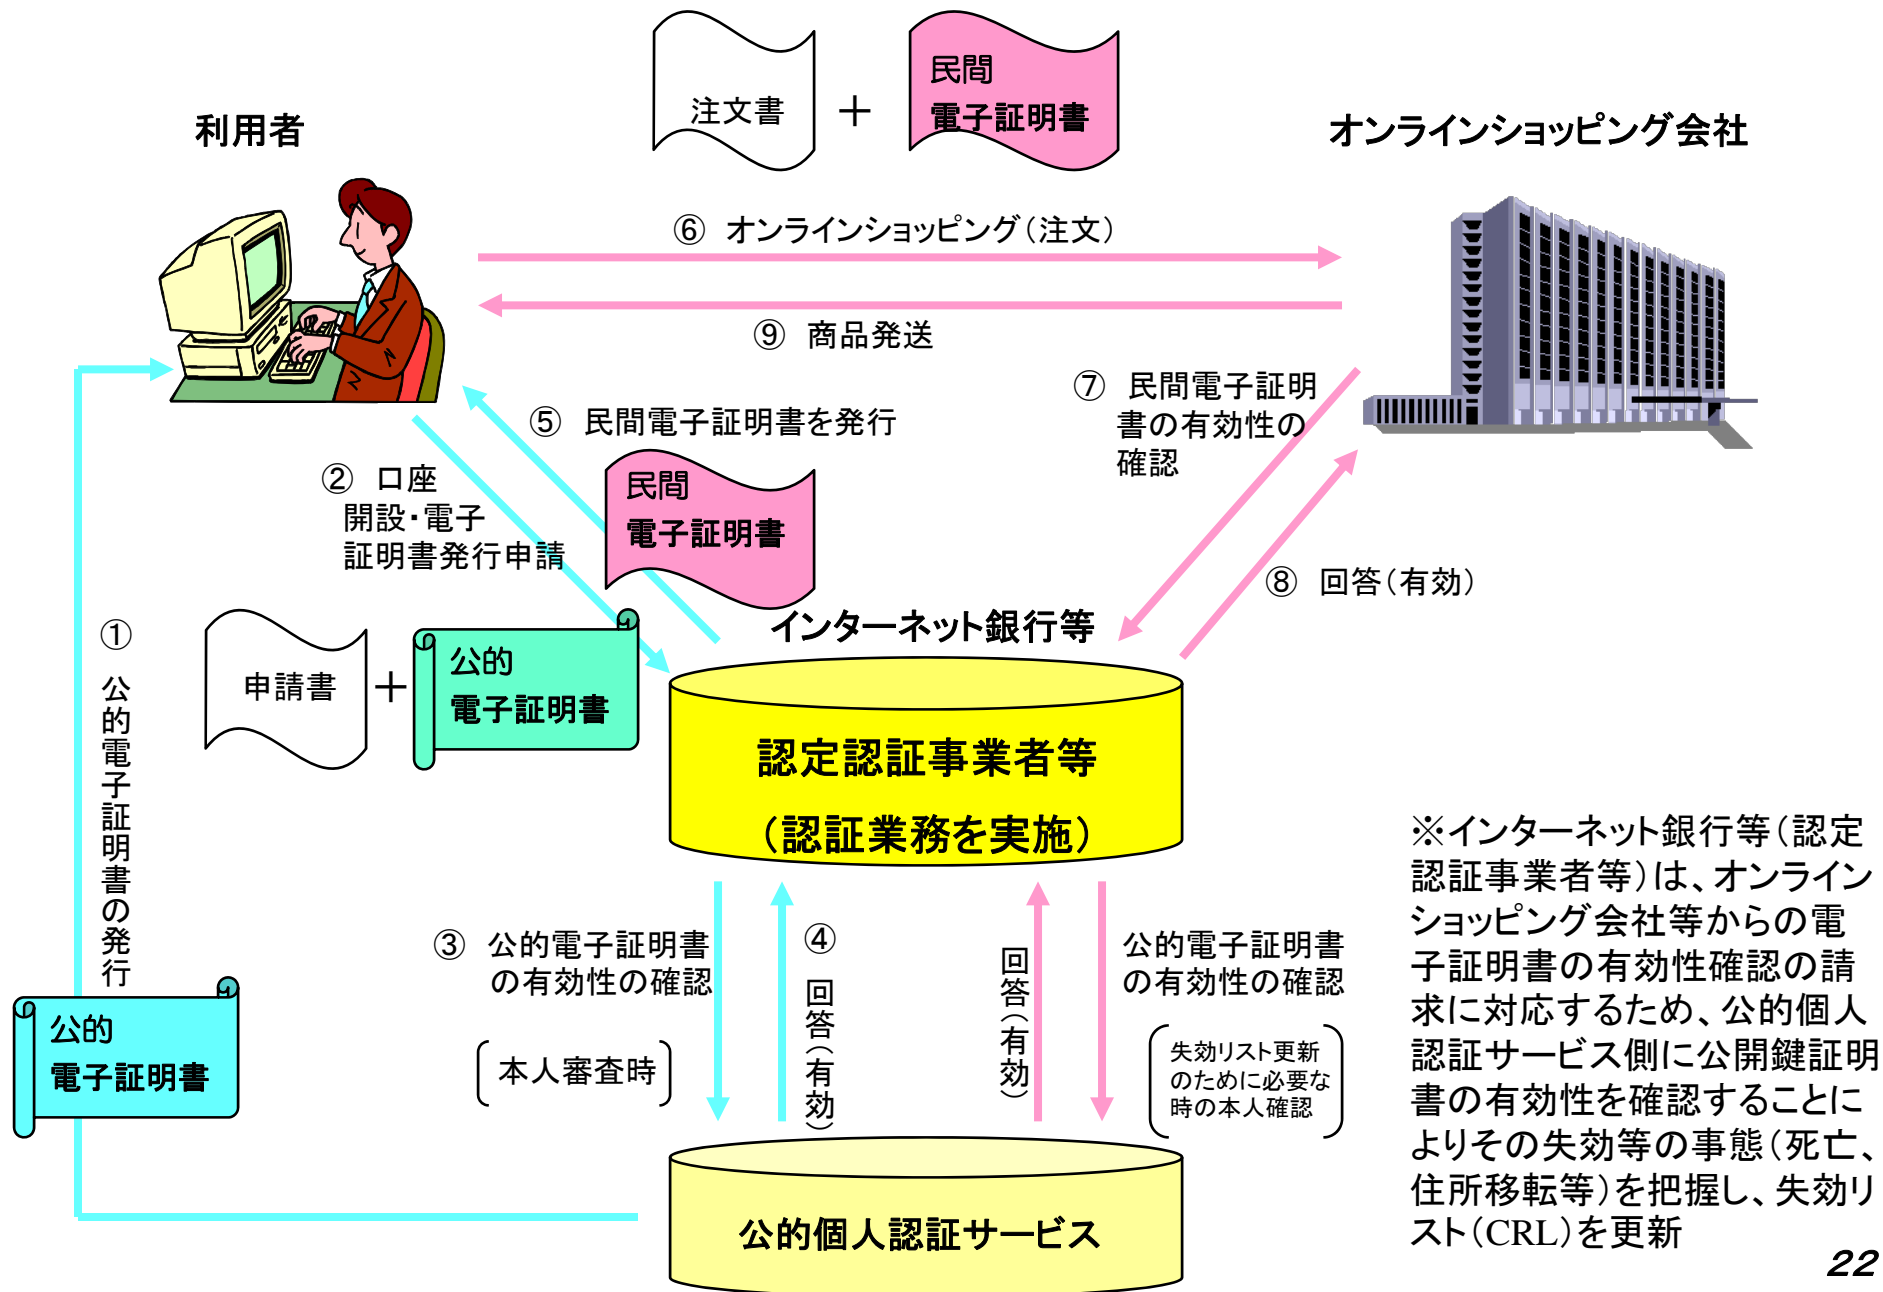 注文書
＋
民間
電子証明書
利用者
オンラインショッピング会社
⑥ オンラインショッピング（注文）
⑨ 商品発送
⑦ 民間電子証明
書の有効性の
確認
⑤ 民間電子証明書を発行
② 口座
開設・電子
証明書発行申請
民間
電子証明書
⑧ 回答（有効）
① 公的電子証明書の発行
申請書
＋
公的
電子証明書
インターネット銀行等
認定認証事業者等
（認証業務を実施）
③ 公的電子証明書
の有効性の確認
本人審査時
④ 回答（有効）
回答（有効）
公的電子証明書
の有効性の確認
失効リスト更新
のために必要な
時の本人確認
公的
電子証明書
公的個人認証サービス
※インターネット銀行等（認定
認証事業者等）は、オンライン
ショッピング会社等からの電
子証明書の有効性確認の請
求に対応するため、公的個人
認証サービス側に公開鍵証明
書の有効性を確認することに
よりその失効等の事態（死亡、
住所移転等）を把握し、失効リ
スト（CRL）を更新
22